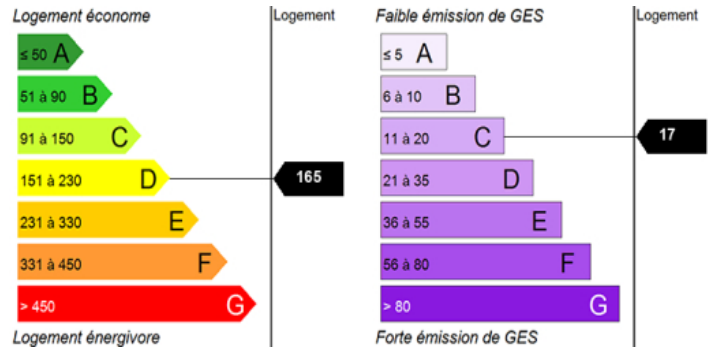 Logement économe
Logement
≤ 50 A
51 à 90 B
91 à 150 C
151 à 230 D
165
231 à 330 E
331 à 450 F
> 450 G
Logement énergivore
Faible émission de GES
Logement
≤ 5 A
6 à 10 B
11 à 20 C
17
21 à 35 D
36 à 55 E
56 à 80 F
> 80 G
Forte émission de GES